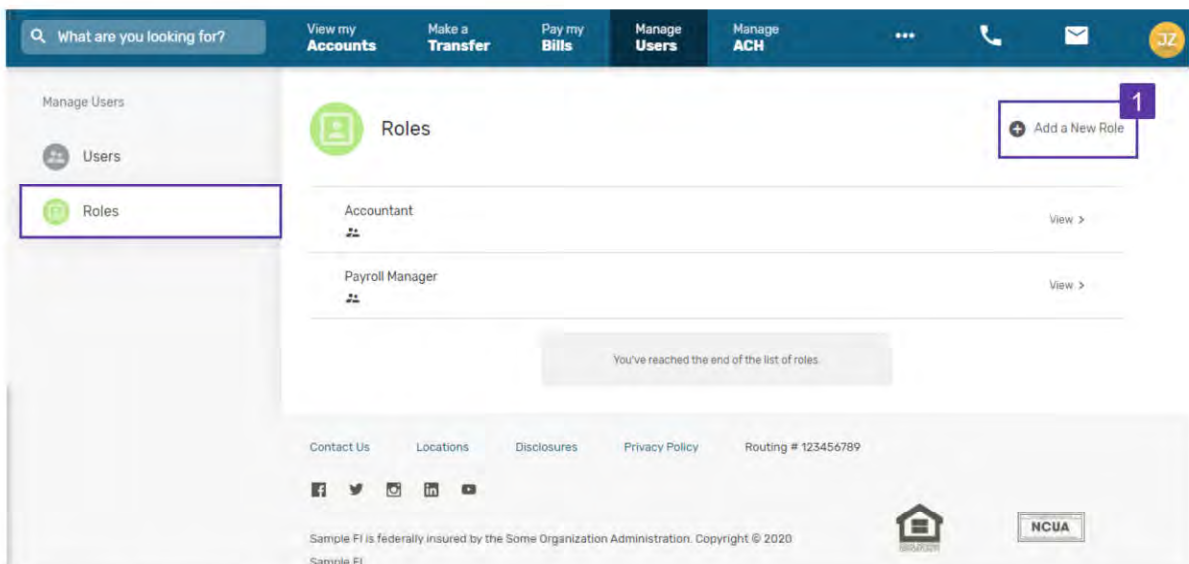 What are you looking for?
View my
Accounts
Make a
Transfer
Pay my
Bills
Manage
Users
Manage
ACH
JZ
Manage Users
Users
Roles
Roles
1
Add a New Role
Accountant
View >
Payroll Manager
View >
You've reached the end of the list of roles.
Contact Us Locations Disclosures Privacy Policy Routing # 123456789
Sample FI is federally insured by the Some Organization Administration. Copyright © 2020
Sample FI.
NCUA